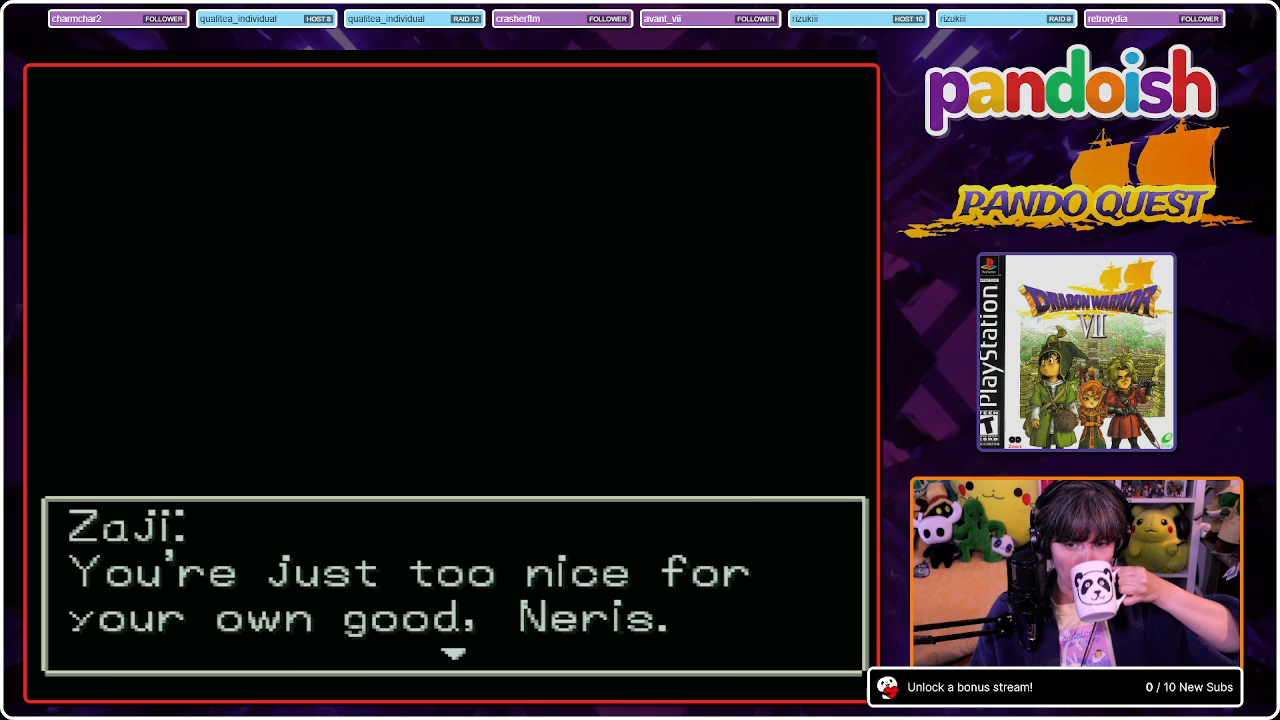 charmchar2 FOLLOWER
qualitea_individual HOST 8
qualitea_individual RAID 12
crasherftm FOLLOWER
avant_vii FOLLOWER
rizukiii HOST 10
rizukiii RAID 9
retrorydia FOLLOWER
pandoish
PANDO QUEST
PlayStation
DRAGON WARRIOR
VII
TEEN
Zaji:
You're just too nice for
your own good, Neris.
Unlock a bonus stream!
0 / 10 New Subs